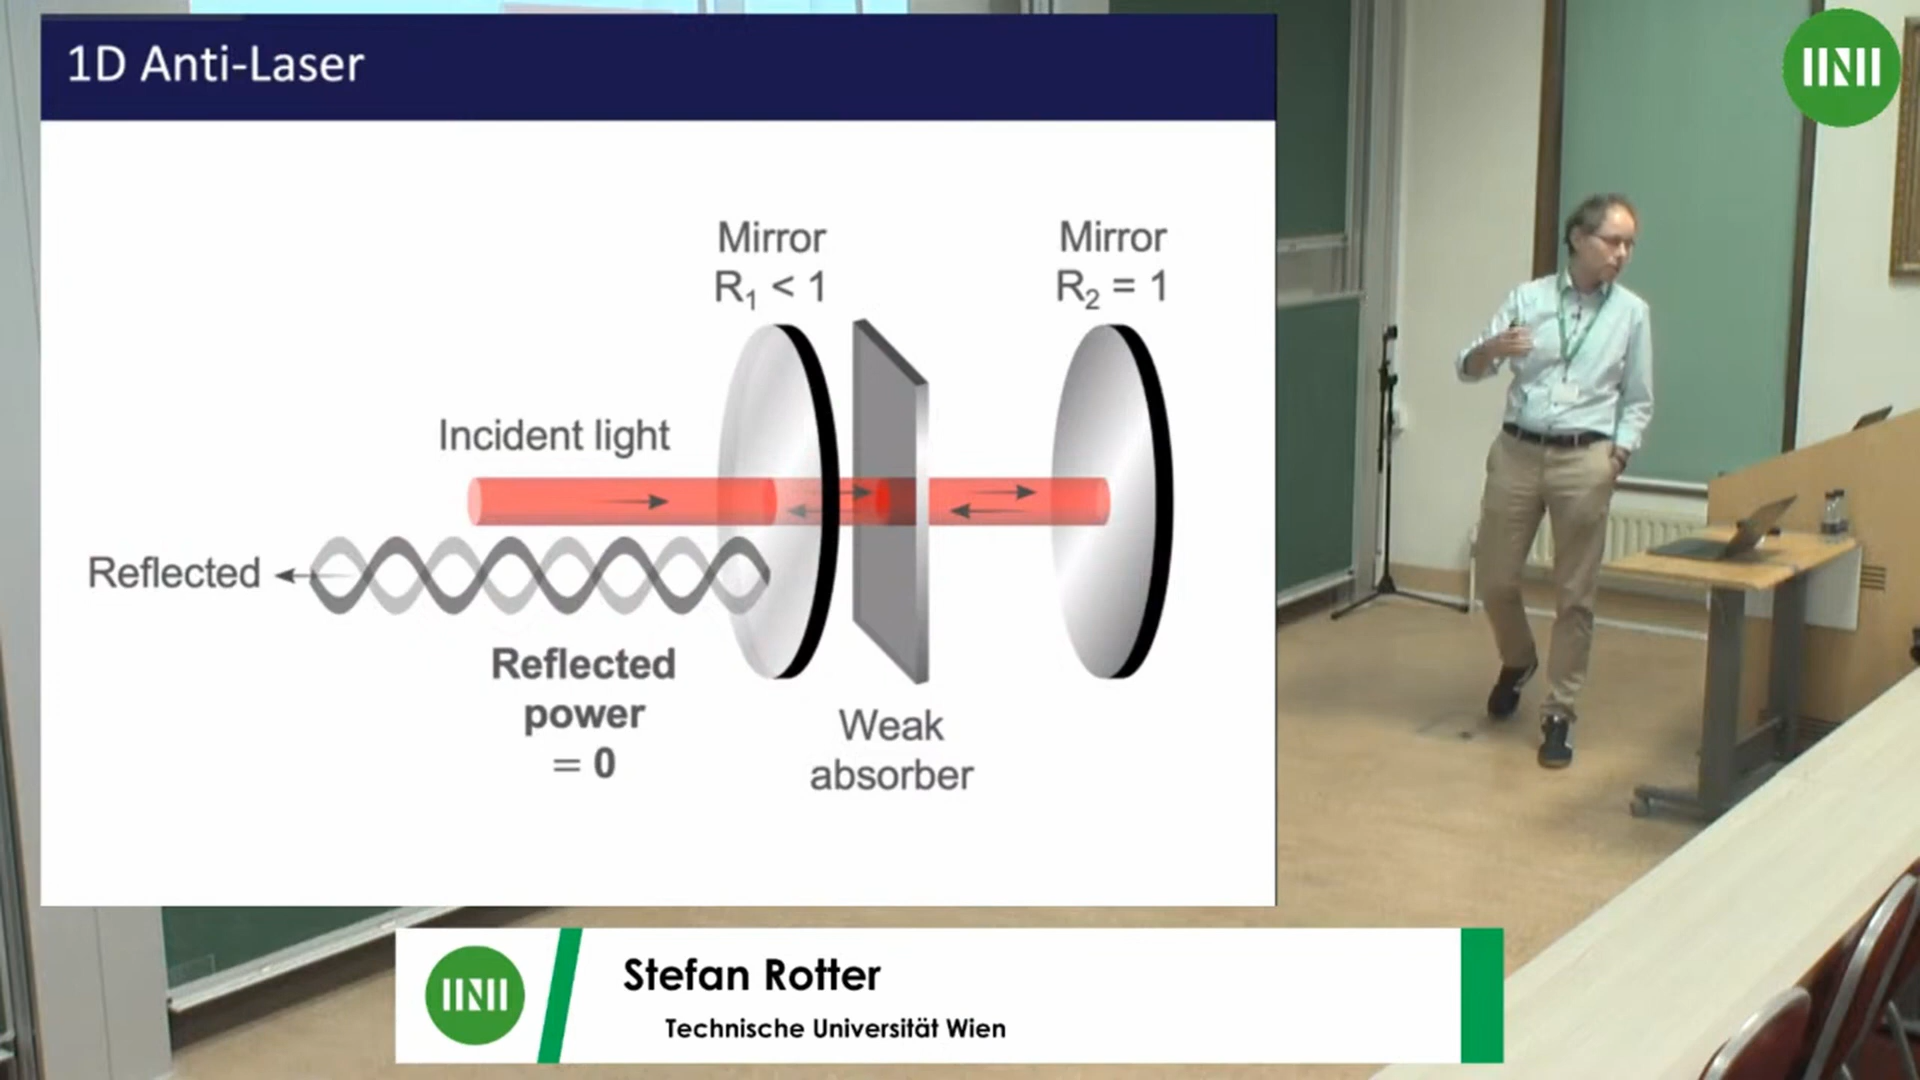 1D Anti-Laser
Mirror
R₁ < 1
Mirror
R₂ = 1
Incident light
Reflected
Reflected
power
= 0
Weak
absorber
Stefan Rotter
Technische Universität Wien